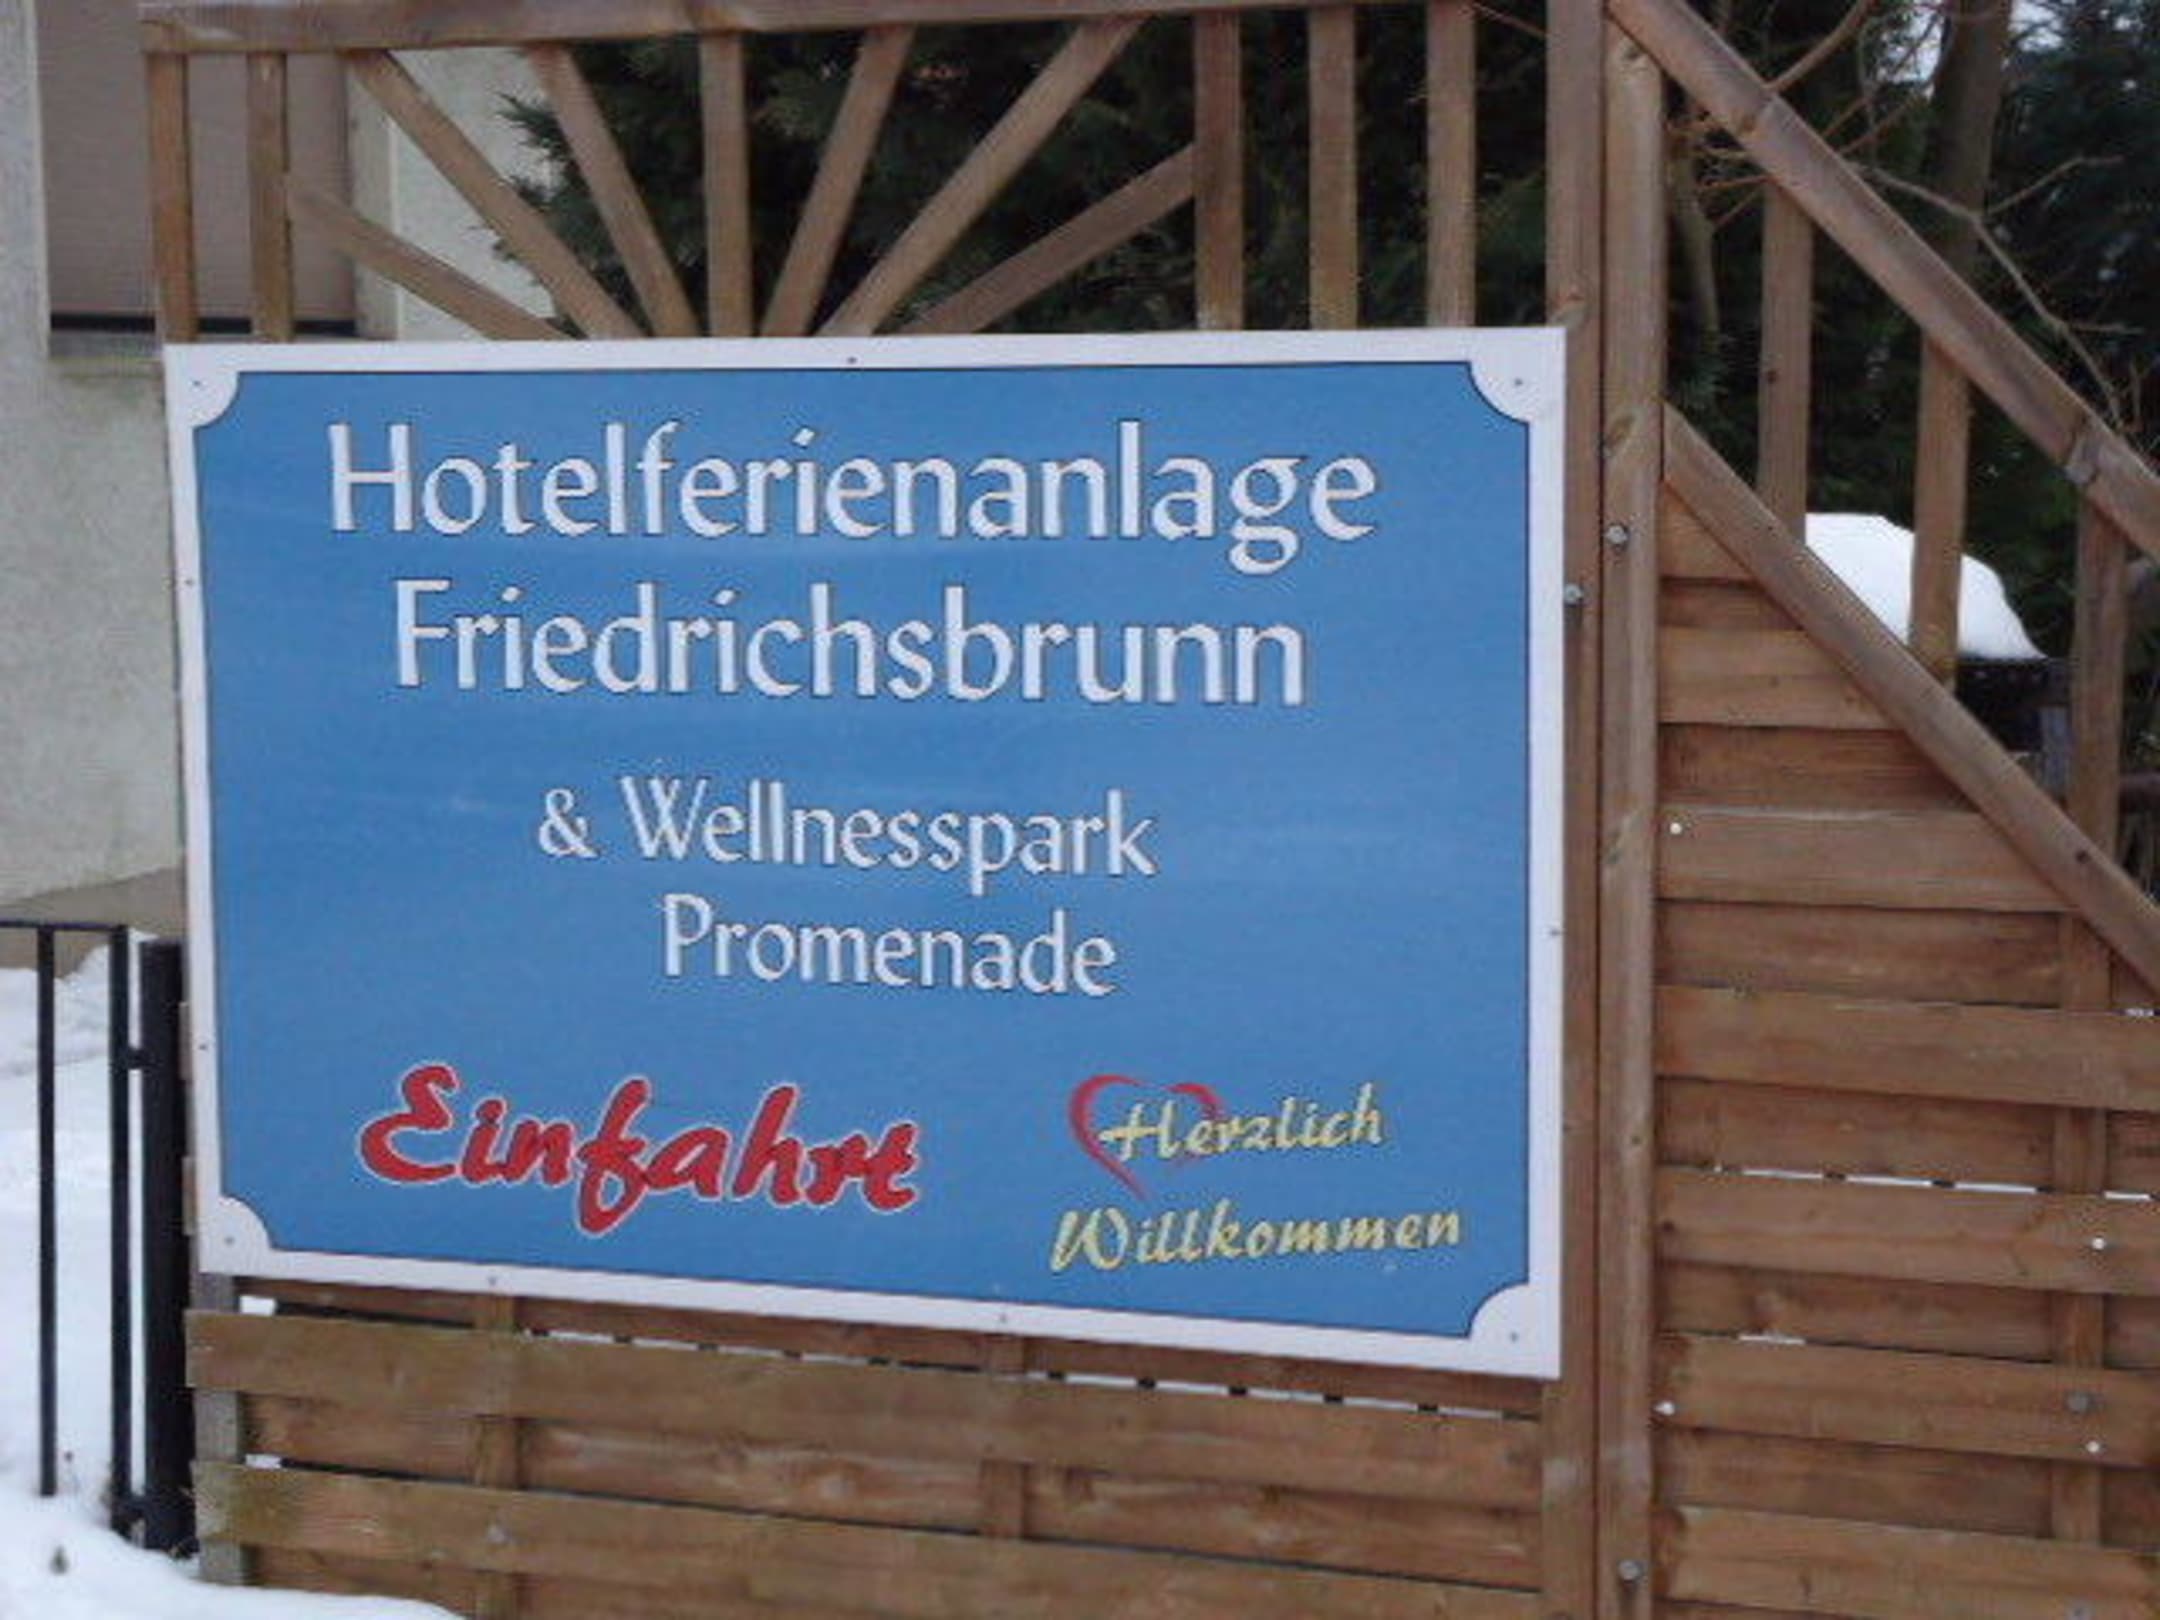 Hotelferienanlage
Friedrichsbrunn
& Wellnesspark
Promenade
Einfahrt
Herzlich
Willkommen